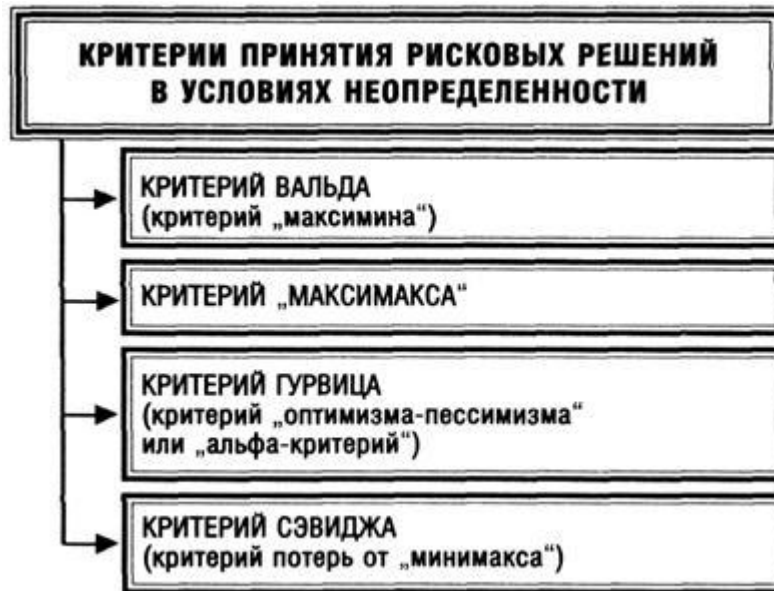 КРИТЕРИИ ПРИНЯТИЯ РИСКОВЫХ РЕШЕНИЙ
В УСЛОВИЯХ НЕОПРЕДЕЛЕННОСТИ
КРИТЕРИЙ ВАЛЬДА
(критерий „максимина“)
КРИТЕРИЙ „МАКСИМАКСА“
КРИТЕРИЙ ГУРВИЦА
(критерий „оптимизма-пессимизма“
или „альфа-критерий“)
КРИТЕРИЙ СЭВИДЖА
(критерий потерь от „минимакса“)